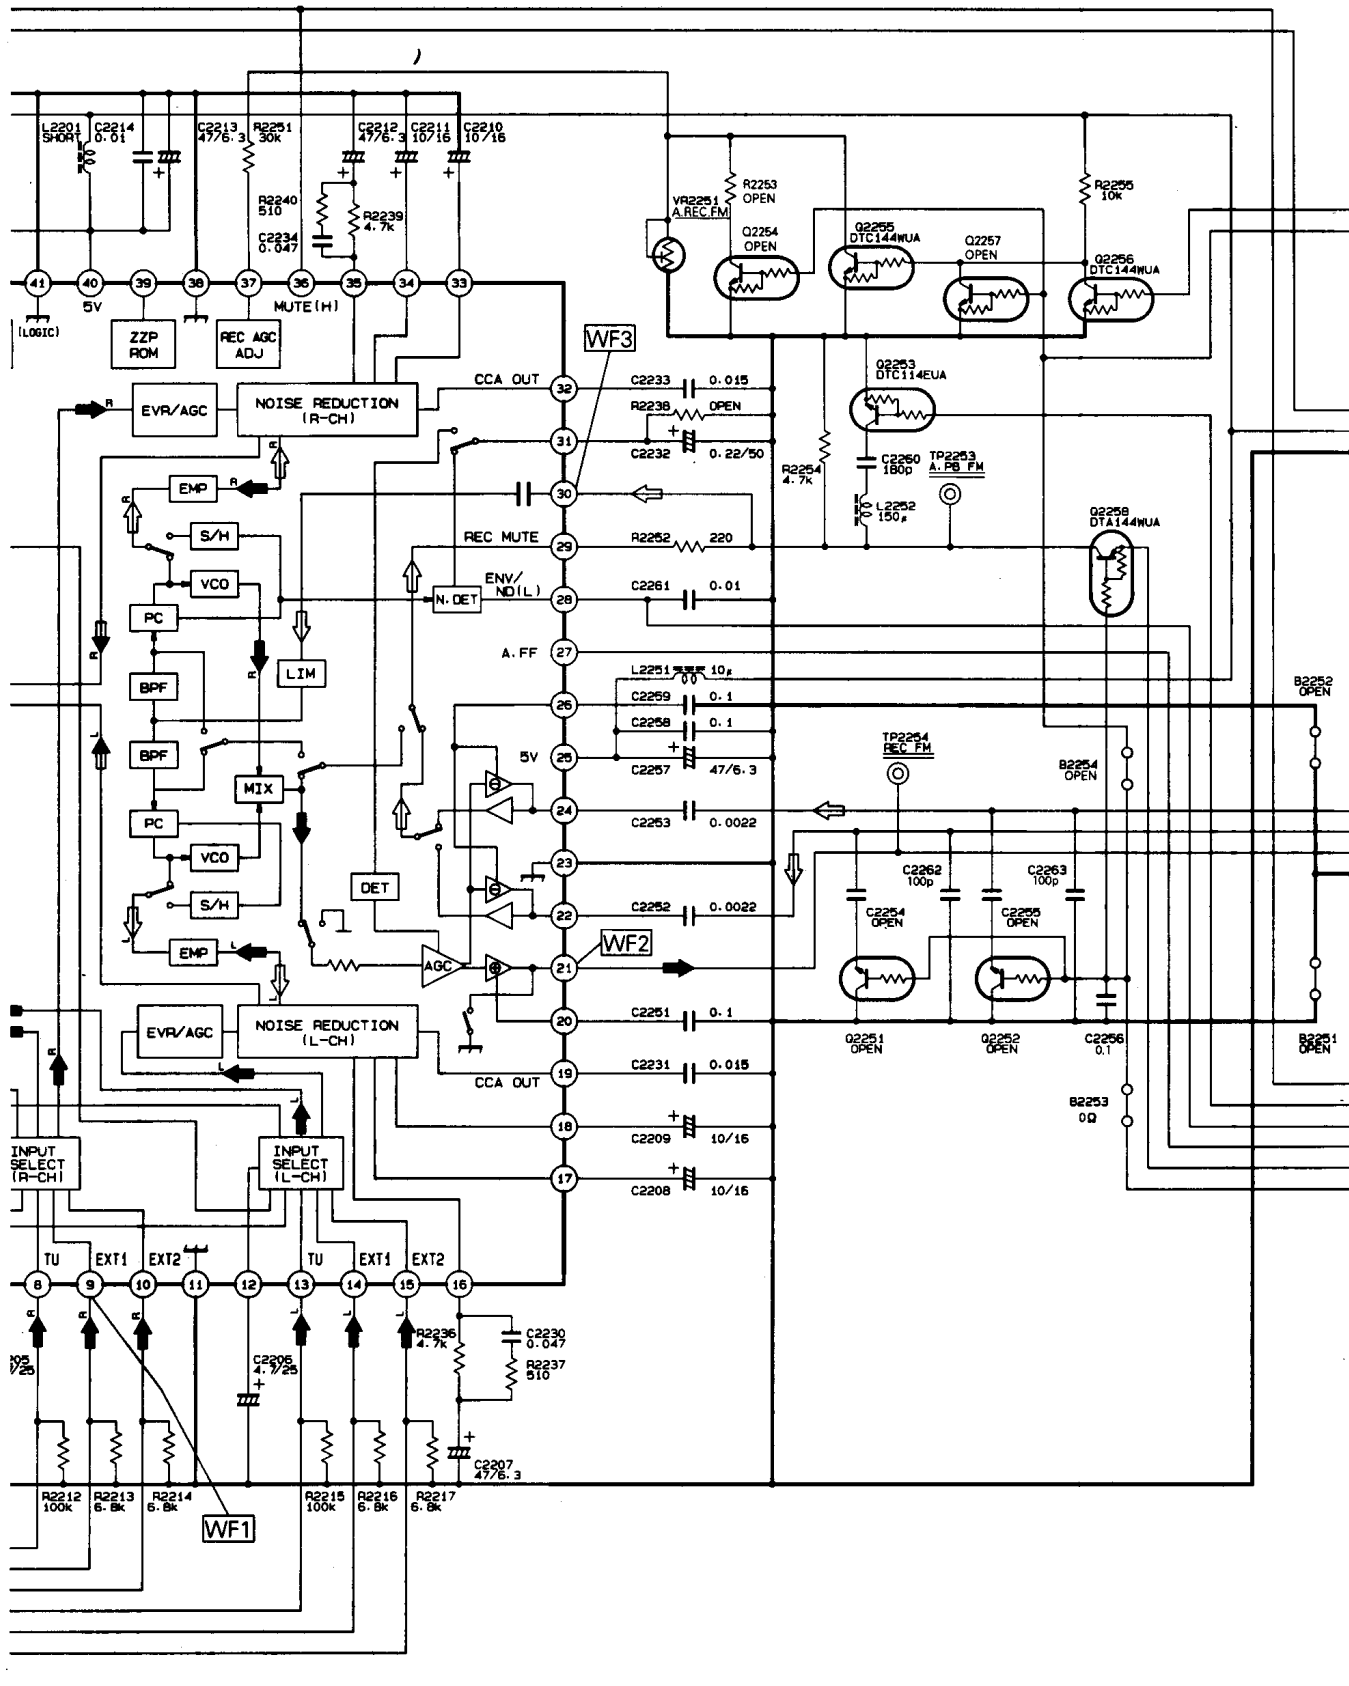 L2201 C2214
SHORT 0.01
C2213 R2251
47/6.3 30k
C2212 C2211 C2210
47/6.3 10/16 10/16
R2240
510
R2239
4.7k
C2234
0.047
VR2251
A.REC.FM
R2253
OPEN
Q2254
OPEN
Q2255
DTC144WUA
Q2257
OPEN
R2255
10k
Q2256
DTC144WUA
41 40 39 38 37 36 35 34 33
(LOGIC)
5V
MUTE(H)
ZZP
ROM
REC AGC
ADJ
WF3
Q2253
DTC114EUA
CCA OUT
32
C2233 0.015
EVR/AGC
NOISE REDUCTION
(R-CH)
R
R2238 OPEN
31
+
C2232 0.22/50
R2254
4.7k
C2260
180p
TP2253
A.PB FM
L2252
150μ
30
EMP
R
R
R
Q2258
DTA144WUA
S/H
REC MUTE
29
R2252 220
VCO
ENV/
ND(L)
N.DET
28
C2261 0.01
PC
R
R
A.FF
27
LIM
L2251 10μ
BPF
26
C2259 0.1
C2258 0.1
B2252
OPEN
L
BPF
5V
25
+
C2257 47/6.3
TP2254
REC FM
B2254
OPEN
MIX
24
C2253 0.0022
PC
VCO
23
DET
C2262
100p
C2263
100p
S/H
22
C2252 0.0022
C2254
OPEN
C2255
OPEN
L
EMP
L
L
WF2
AGC
21
EVR/AGC
NOISE REDUCTION
(L-CH)
20
C2251 0.1
Q2251
OPEN
Q2252
OPEN
C2256
0.1
B2251
OPEN
R
L
CCA OUT
19
C2231 0.015
B2253
0Ω
L
18
+
C2209 10/16
INPUT
SELECT
(R-CH)
INPUT
SELECT
(L-CH)
17
+
C2208 10/16
TU EXT1 EXT2
TU EXT1 EXT2
8 9 10 11 12 13 14 15 16
R R R
L L L
R2236
4.7k
C2230
0.047
R2237
510
C2206
4.7/25
+
+
C2207
47/6.3
R2212
100k
R2213
6.8k
R2214
6.8k
R2215
100k
R2216
6.8k
R2217
6.8k
WF1